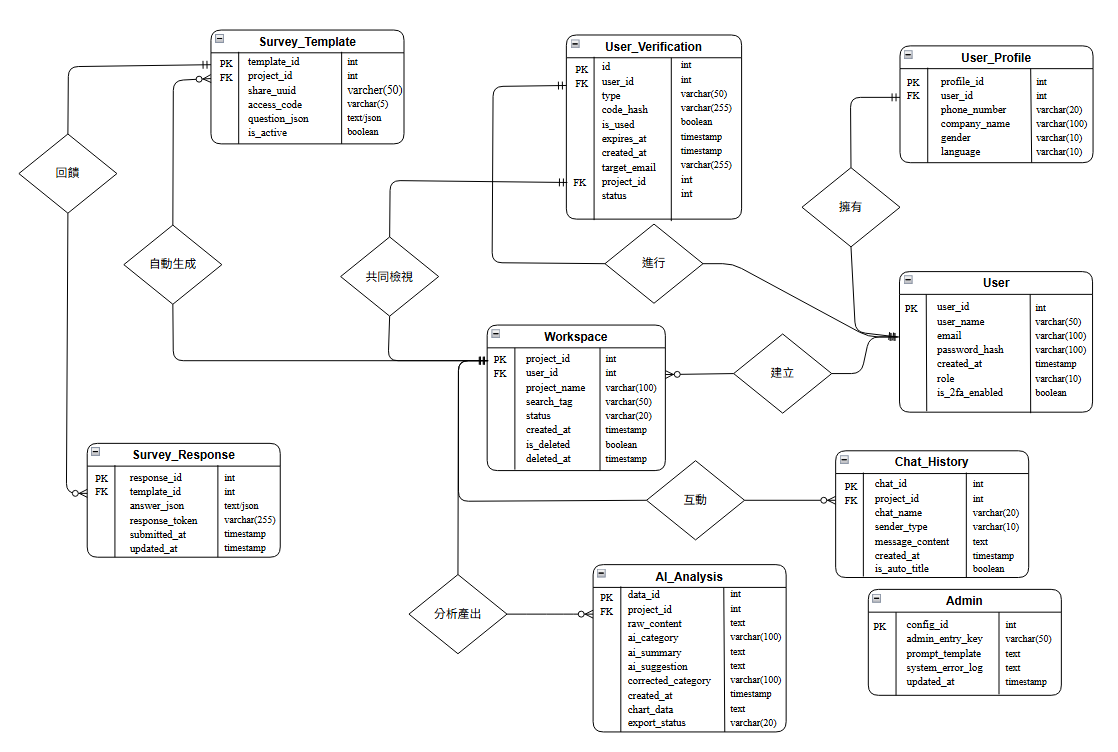 Survey_Template
PK template_id int
FK project_id int
share_uuid varcher(50)
access_code varchar(5)
question_json text/json
is_active boolean
User_Verification
PK id int
FK user_id int
type varchar(50)
code_hash varchar(255)
is_used boolean
expires_at timestamp
created_at timestamp
target_email varchar(255)
FK project_id int
status int
User_Profile
PK profile_id int
FK user_id int
phone_number varchar(20)
company_name varchar(100)
gender varchar(10)
language varchar(10)
回饋
自動生成
共同檢視
進行
擁有
User
PK user_id int
user_name varchar(50)
email varchar(100)
password_hash varchar(100)
created_at timestamp
role varchar(10)
is_2fa_enabled boolean
Workspace
PK project_id int
FK user_id int
project_name varchar(100)
search_tag varchar(50)
status varchar(20)
created_at timestamp
is_deleted boolean
deleted_at timestamp
建立
Survey_Response
PK response_id int
FK template_id int
answer_json text/json
response_token varchar(255)
submitted_at timestamp
updated_at timestamp
互動
Chat_History
PK chat_id int
FK project_id int
chat_name varchar(20)
sender_type varchar(10)
message_content text
created_at timestamp
is_auto_title boolean
分析產出
AI_Analysis
PK data_id int
FK project_id int
raw_content text
ai_category varchar(100)
ai_summary text
ai_suggestion text
corrected_category varchar(100)
created_at timestamp
chart_data text
export_status varchar(20)
Admin
PK config_id int
admin_entry_key varchar(50)
prompt_template text
system_error_log text
updated_at timestamp